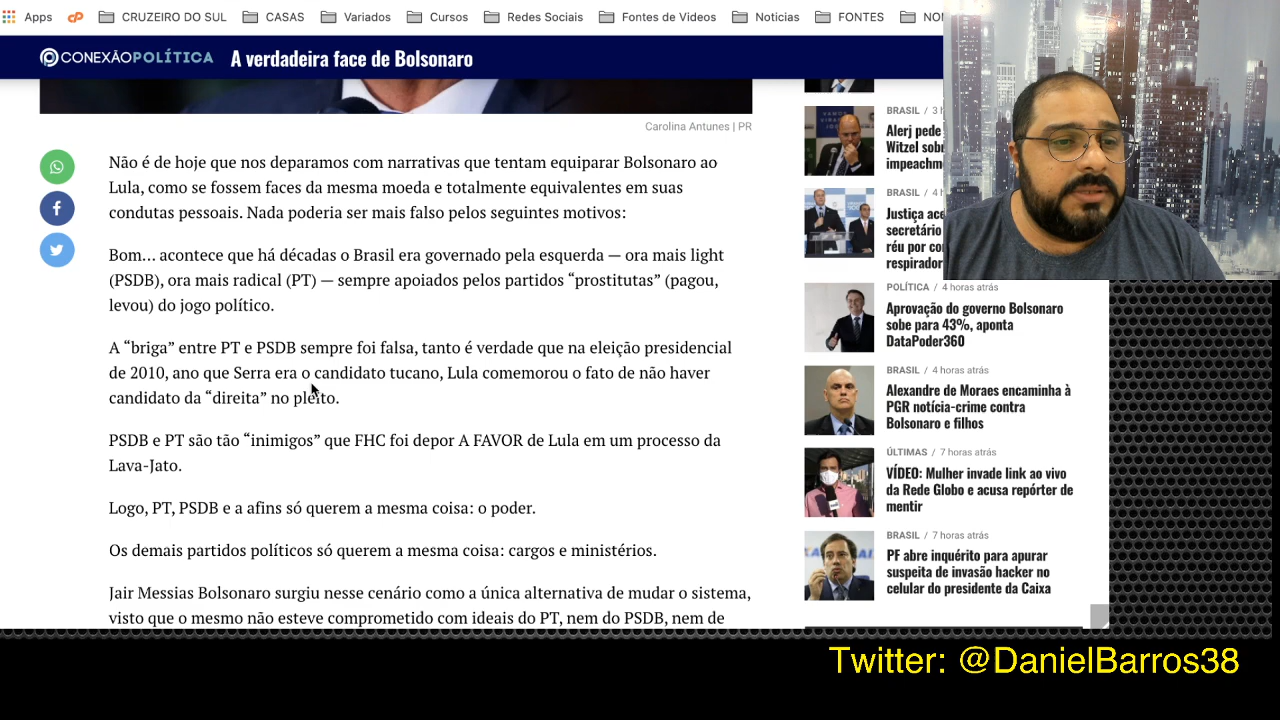 Apps
CRUZEIRO DO SUL
CASAS
Variados
Cursos
Redes Sociais
Fontes de Videos
Noticias
FONTES
CONEXÃOPOLÍTICA
A verdadeira face de Bolsonaro
Carolina Antunes | PR
Não é de hoje que nos deparamos com narrativas que tentam equiparar Bolsonaro ao
Lula, como se fossem faces da mesma moeda e totalmente equivalentes em suas
condutas pessoais. Nada poderia ser mais falso pelos seguintes motivos:
Bom… acontece que há décadas o Brasil era governado pela esquerda — ora mais light
(PSDB), ora mais radical (PT) — sempre apoiados pelos partidos “prostitutas” (pagou,
levou) do jogo político.
A “briga” entre PT e PSDB sempre foi falsa, tanto é verdade que na eleição presidencial
de 2010, ano que Serra era o candidato tucano, Lula comemorou o fato de não haver
candidato da “direita” no pleito.
PSDB e PT são tão “inimigos” que FHC foi depor A FAVOR de Lula em um processo da
Lava-Jato.
Logo, PT, PSDB e a afins só querem a mesma coisa: o poder.
Os demais partidos políticos só querem a mesma coisa: cargos e ministérios.
Jair Messias Bolsonaro surgiu nesse cenário como a única alternativa de mudar o sistema,
visto que o mesmo não esteve comprometido com ideais do PT, nem do PSDB, nem de
BRASIL / 3
Alerj pede
Witzel
BRASIL / 4
Justiça
secretário
réu por
BRASIL
POLÍTICA / 4 horas atrás
Aprovação do governo Bolsonaro
sobe para 43%, aponta
DataPoder360
BRASIL / 4 horas atrás
Alexandre de Moraes encaminha à
PGR notícia-crime contra
Bolsonaro e filhos
ÚLTIMAS / 7 horas atrás
VÍDEO: Mulher invade link ao vivo
da Rede Globo e acusa repórter de
mentir
BRASIL / 7 horas atrás
PF abre inquérito para apurar
suspeita de invasão hacker no
celular do presidente da Caixa
Twitter: @DanielBarros38